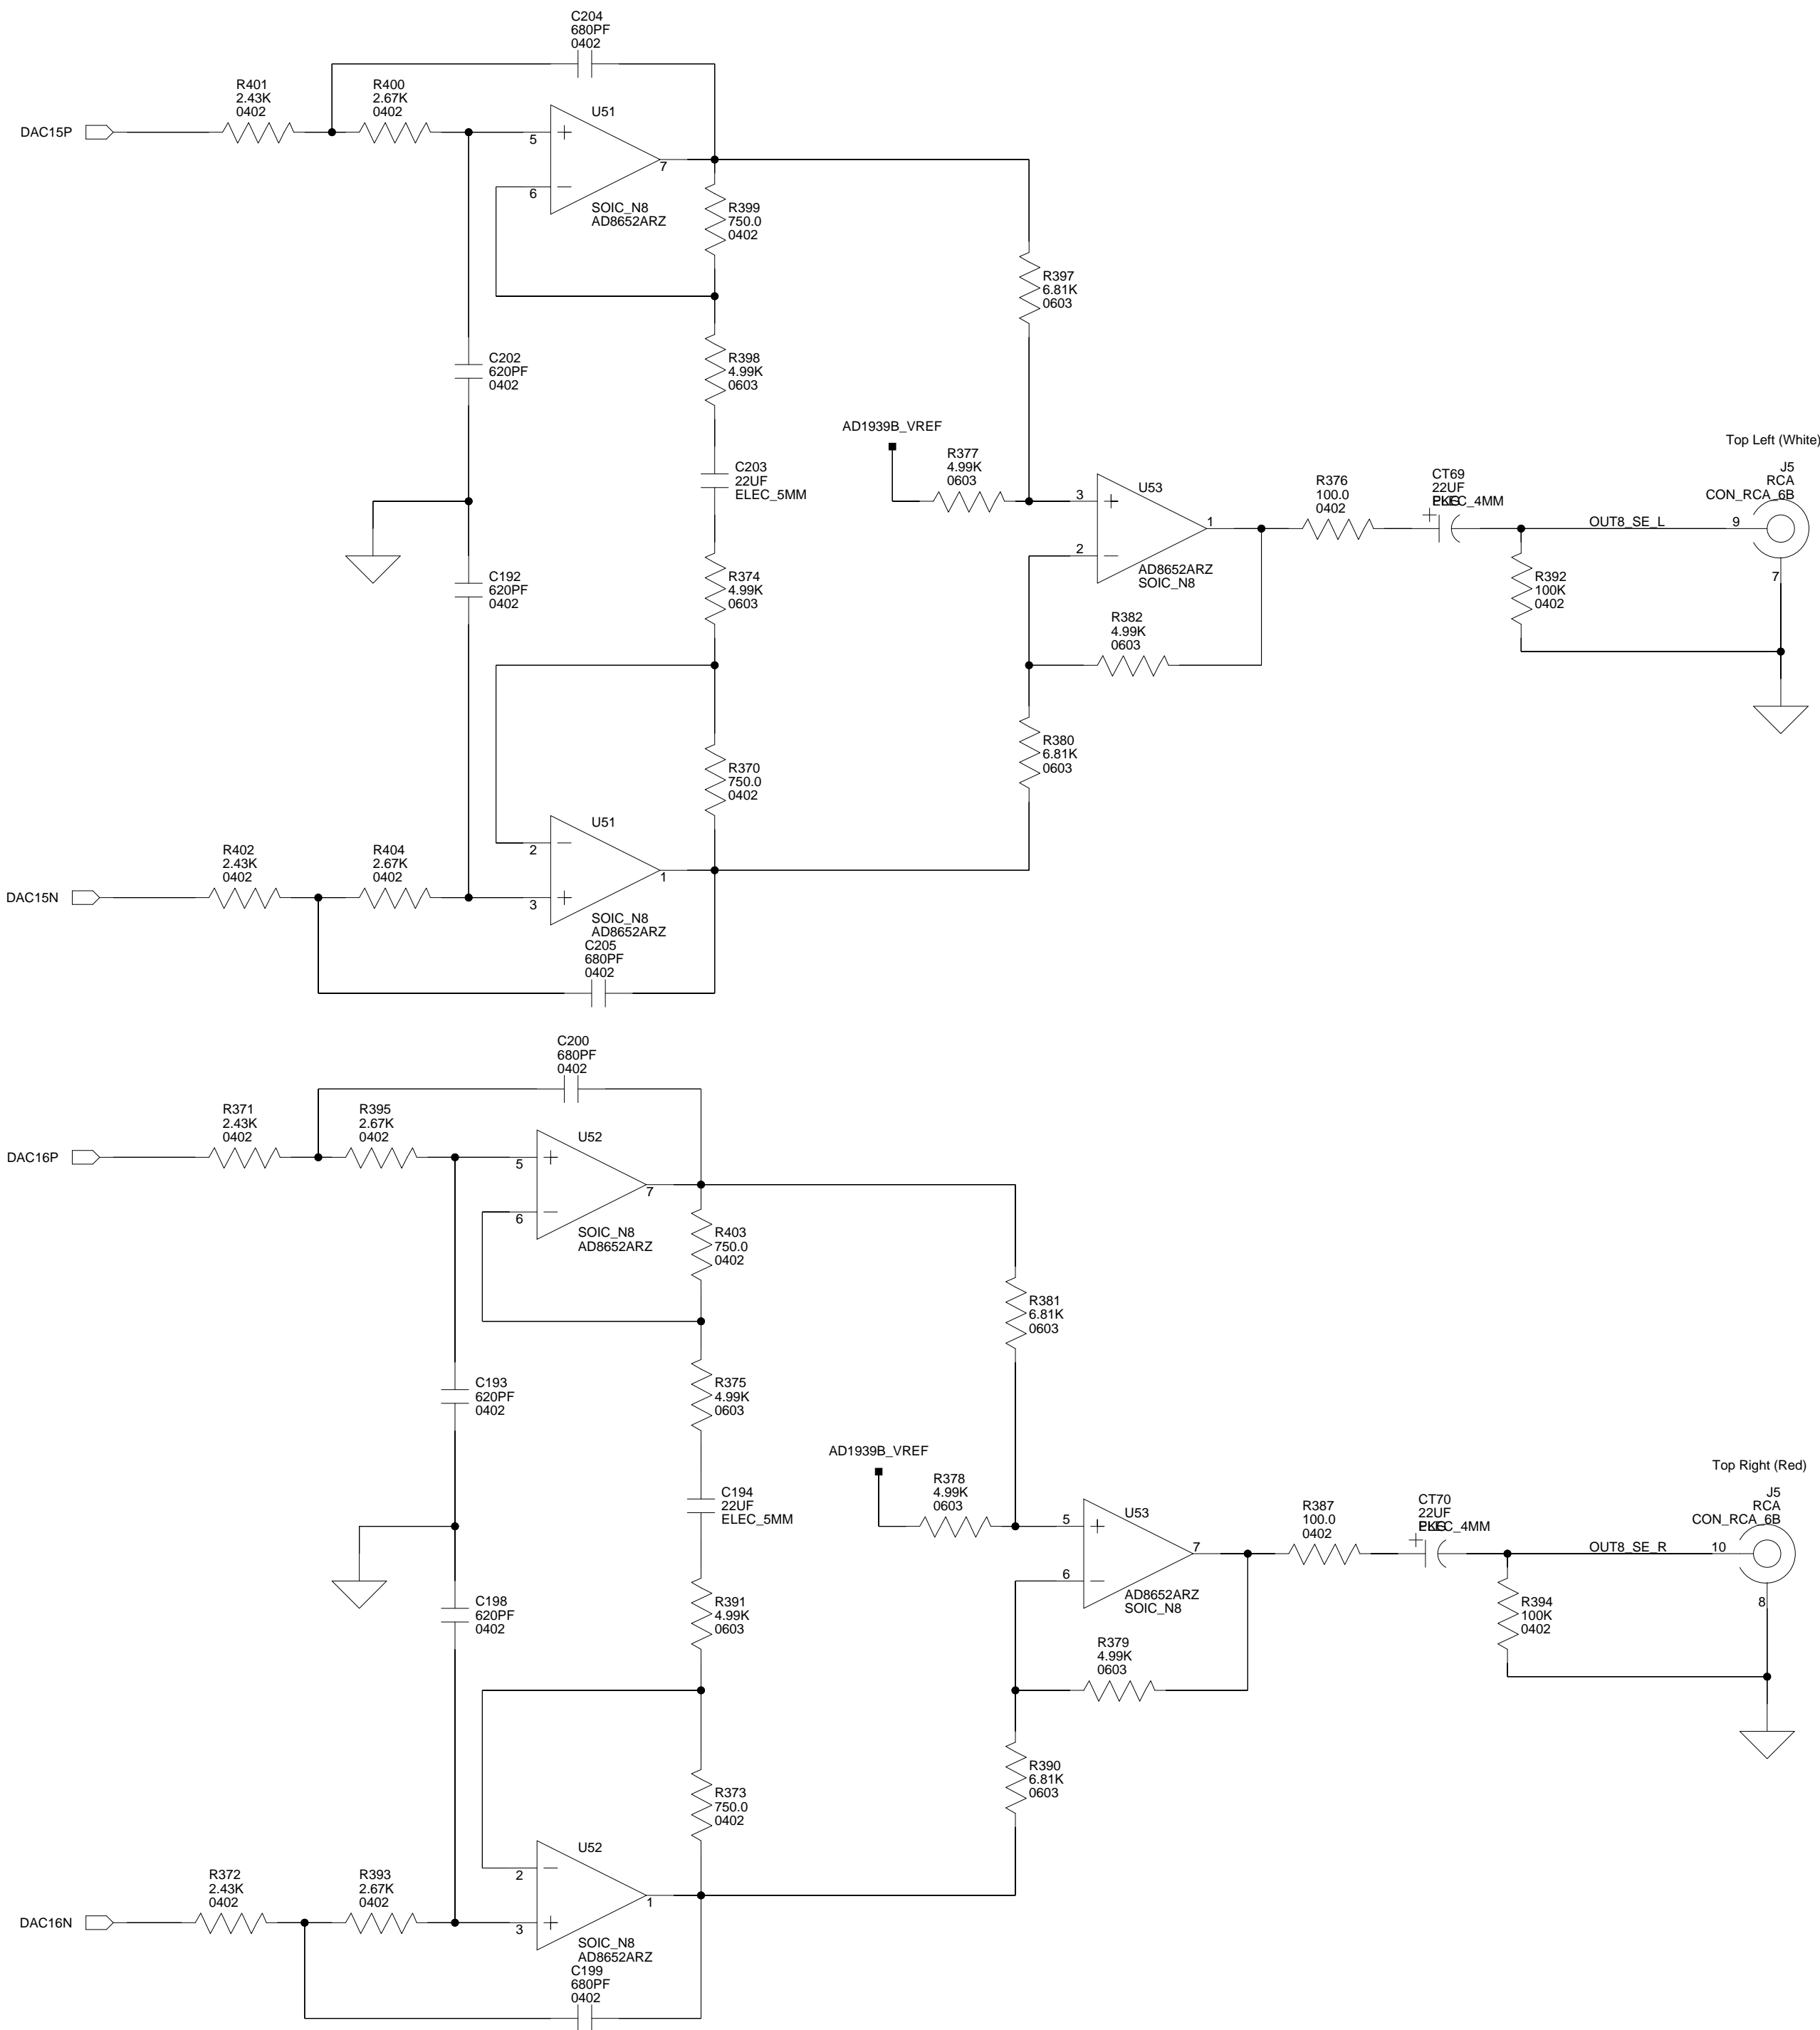 C204
680PF
0402
R401
2.43K
0402
R400
2.67K
0402
U51
DAC15P
5
7
6
SOIC_N8
AD8652ARZ
R399
750.0
0402
R397
6.81K
0603
C202
620PF
0402
R398
4.99K
0603
AD1939B_VREF
R377
4.99K
0603
C203
22UF
ELEC_5MM
Top Left (White)
J5
RCA
CON_RCA_6B
U53
R376
100.0
0402
CT69
22UF
ELEC_4MM
3
1
2
OUT8_SE_L
9
AD8652ARZ
SOIC_N8
C192
620PF
0402
R374
4.99K
0603
R392
100K
0402
7
R382
4.99K
0603
R380
6.81K
0603
R370
750.0
0402
U51
R402
2.43K
0402
R404
2.67K
0402
2
1
DAC15N
3
SOIC_N8
AD8652ARZ
C205
680PF
0402
C200
680PF
0402
R371
2.43K
0402
R395
2.67K
0402
U52
DAC16P
5
7
6
SOIC_N8
AD8652ARZ
R403
750.0
0402
R381
6.81K
0603
C193
620PF
0402
R375
4.99K
0603
AD1939B_VREF
R378
4.99K
0603
C194
22UF
ELEC_5MM
Top Right (Red)
J5
RCA
CON_RCA_6B
U53
R387
100.0
0402
CT70
22UF
ELEC_4MM
5
7
6
OUT8_SE_R
10
AD8652ARZ
SOIC_N8
C198
620PF
0402
R391
4.99K
0603
R394
100K
0402
8
R379
4.99K
0603
R390
6.81K
0603
R373
750.0
0402
U52
R372
2.43K
0402
R393
2.67K
0402
2
1
DAC16N
3
SOIC_N8
AD8652ARZ
C199
680PF
0402